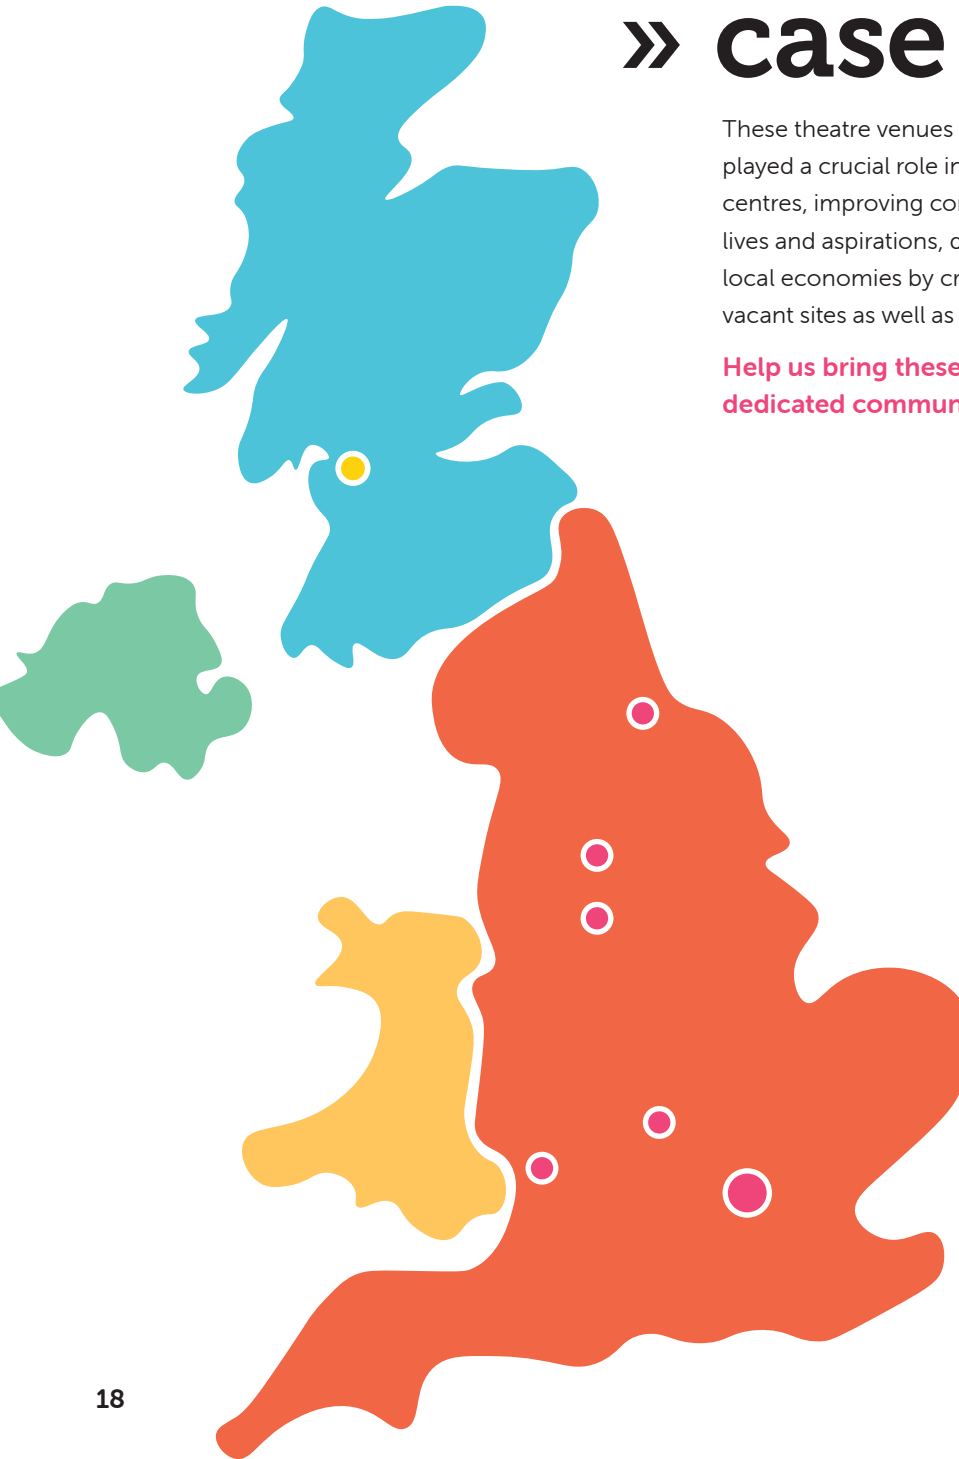 » case
These theatre venues
played a crucial role in
centres, improving
lives and aspirations,
local economies by
vacant sites as well as
Help us bring these
dedicated
18